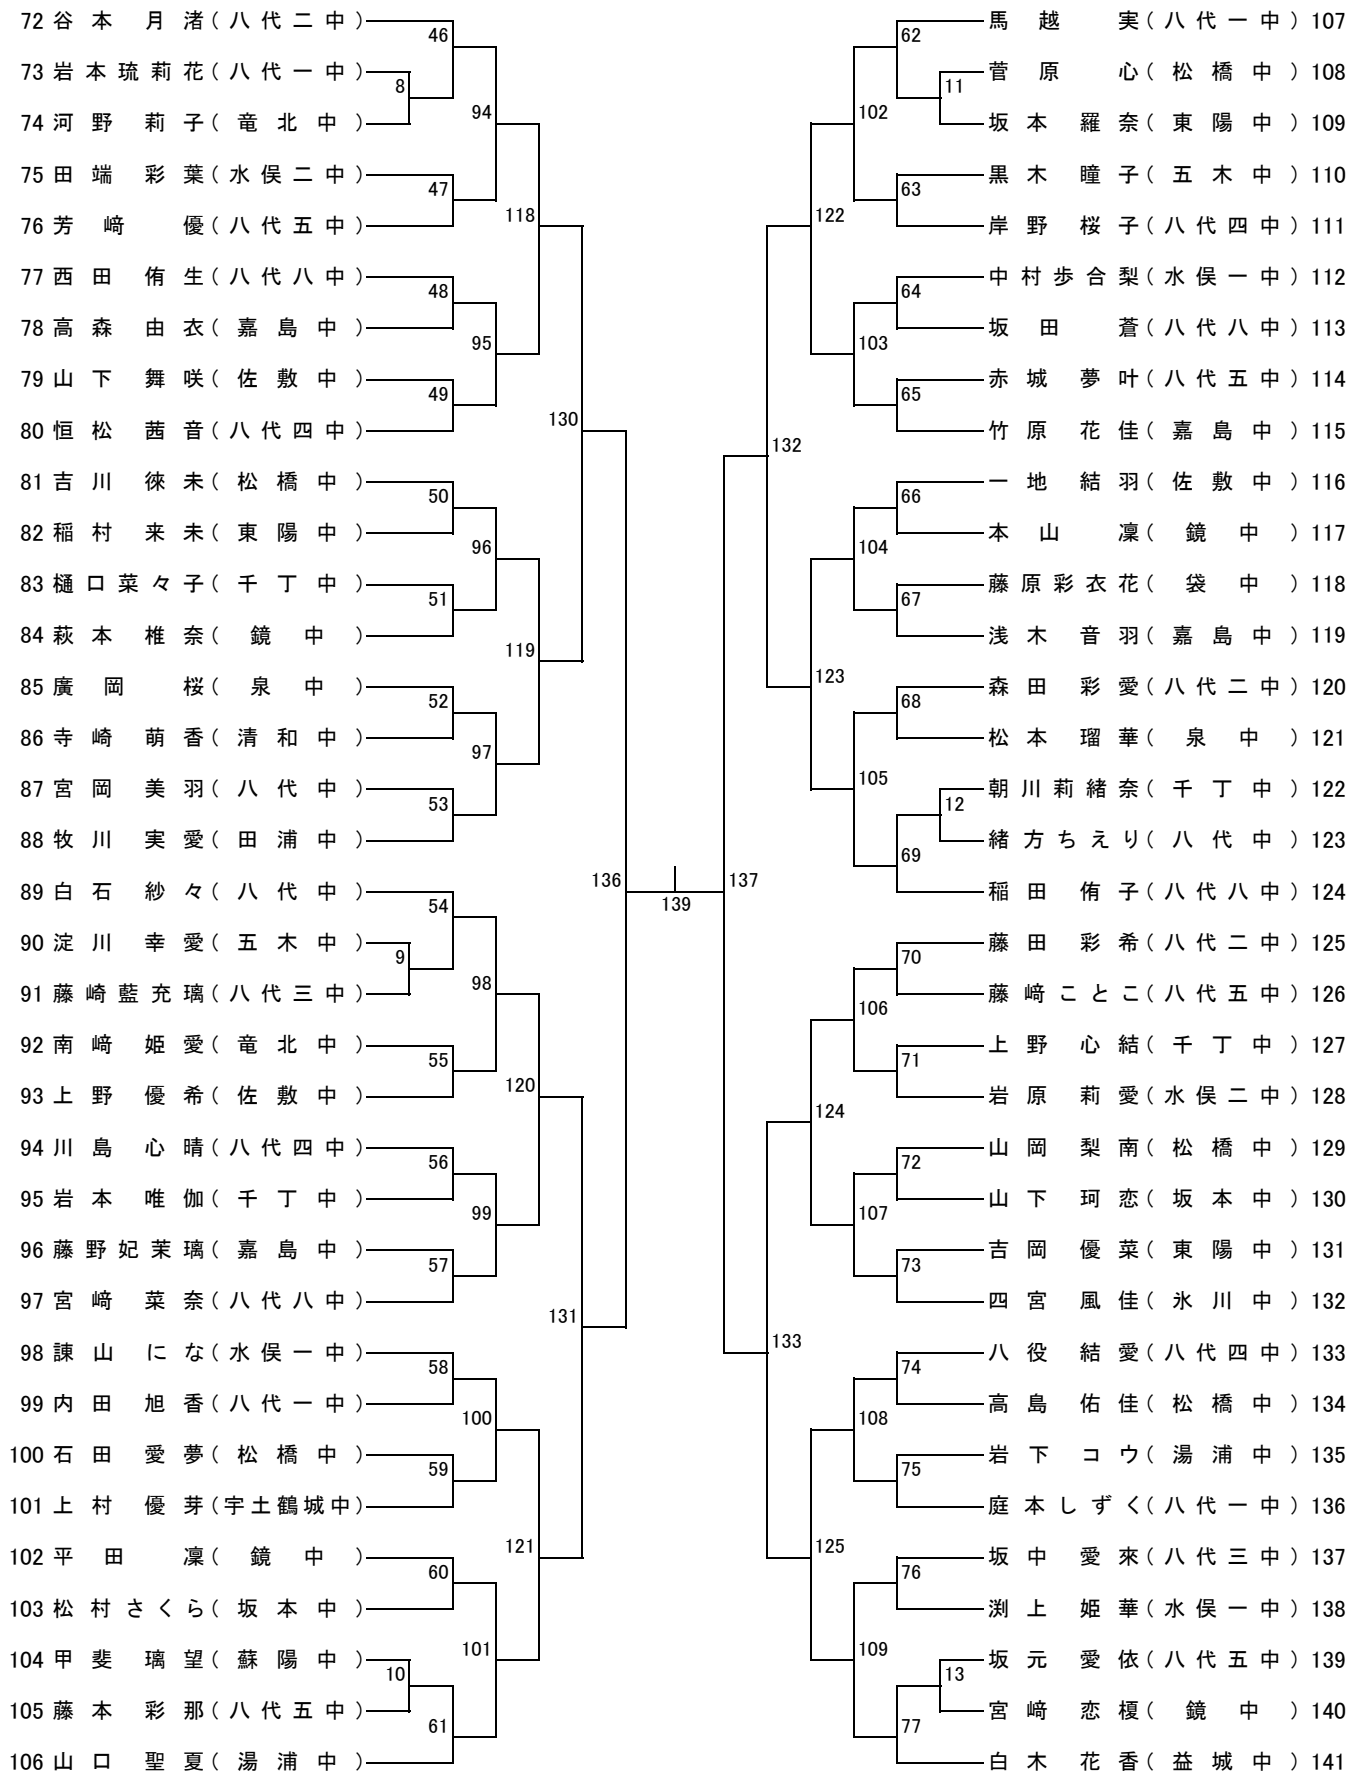 72 谷本 月渚(八代二中)
73 岩本琉莉花(八代一中)
74 河野 莉子(竜北中)
75 田端 彩葉(水俣二中)
76 芳﨑 優(八代五中)
77 西田 侑生(八代八中)
78 高森 由衣(嘉島中)
79 山下 舞咲(佐敷中)
80 恒松 茜音(八代四中)
81 吉川 徠未(松橋中)
82 稲村 来未(東陽中)
83 樋口菜々子(千丁中)
84 萩本 椎奈(鏡中)
85 廣岡 桜(泉中)
86 寺崎 萌香(清和中)
87 宮岡 美羽(八代中)
88 牧川 実愛(田浦中)
89 白石 紗々(八代中)
90 淀川 幸愛(五木中)
91 藤崎藍充璃(八代三中)
92 南﨑 姫愛(竜北中)
93 上野 優希(佐敷中)
94 川島 心晴(八代四中)
95 岩本 唯伽(千丁中)
96 藤野妃茉璃(嘉島中)
97 宮﨑 菜奈(八代八中)
98 諌山 にな(水俣一中)
99 内田 旭香(八代一中)
100 石田 愛夢(松橋中)
101 上村 優芽(宇土鶴城中)
102 平田 凜(鏡中)
103 松村さくら(坂本中)
104 甲斐 璃望(蘇陽中)
105 藤本 彩那(八代五中)
106 山口 聖夏(湯浦中)
8
9
10
46
47
48
49
50
51
52
53
54
55
56
57
58
59
60
61
94
95
96
97
98
99
100
101
118
119
120
121
130
131
136
139
137
132
133
122
123
124
125
102
103
104
105
106
107
108
109
62
63
64
65
66
67
68
69
70
71
72
73
74
75
76
77
11
12
13
馬越 実(八代一中) 107
菅原 心(松橋中) 108
坂本 羅奈(東陽中) 109
黒木 瞳子(五木中) 110
岸野 桜子(八代四中) 111
中村歩合梨(水俣一中) 112
坂田 蒼(八代八中) 113
赤城 夢叶(八代五中) 114
竹原 花佳(嘉島中) 115
一地 結羽(佐敷中) 116
本山 凜(鏡中) 117
藤原彩衣花(袋中) 118
浅木 音羽(嘉島中) 119
森田 彩愛(八代二中) 120
松本 瑠華(泉中) 121
朝川莉緒奈(千丁中) 122
緒方ちえり(八代中) 123
稲田 侑子(八代八中) 124
藤田 彩希(八代二中) 125
藤﨑ことこ(八代五中) 126
上野 心結(千丁中) 127
岩原 莉愛(水俣二中) 128
山岡 梨南(松橋中) 129
山下 珂恋(坂本中) 130
吉岡 優菜(東陽中) 131
四宮 風佳(氷川中) 132
八役 結愛(八代四中) 133
高島 佑佳(松橋中) 134
岩下 コウ(湯浦中) 135
庭本しずく(八代一中) 136
坂中 愛來(八代三中) 137
渕上 姫華(水俣一中) 138
坂元 愛依(八代五中) 139
宮﨑 恋榎(鏡中) 140
白木 花香(益城中) 141